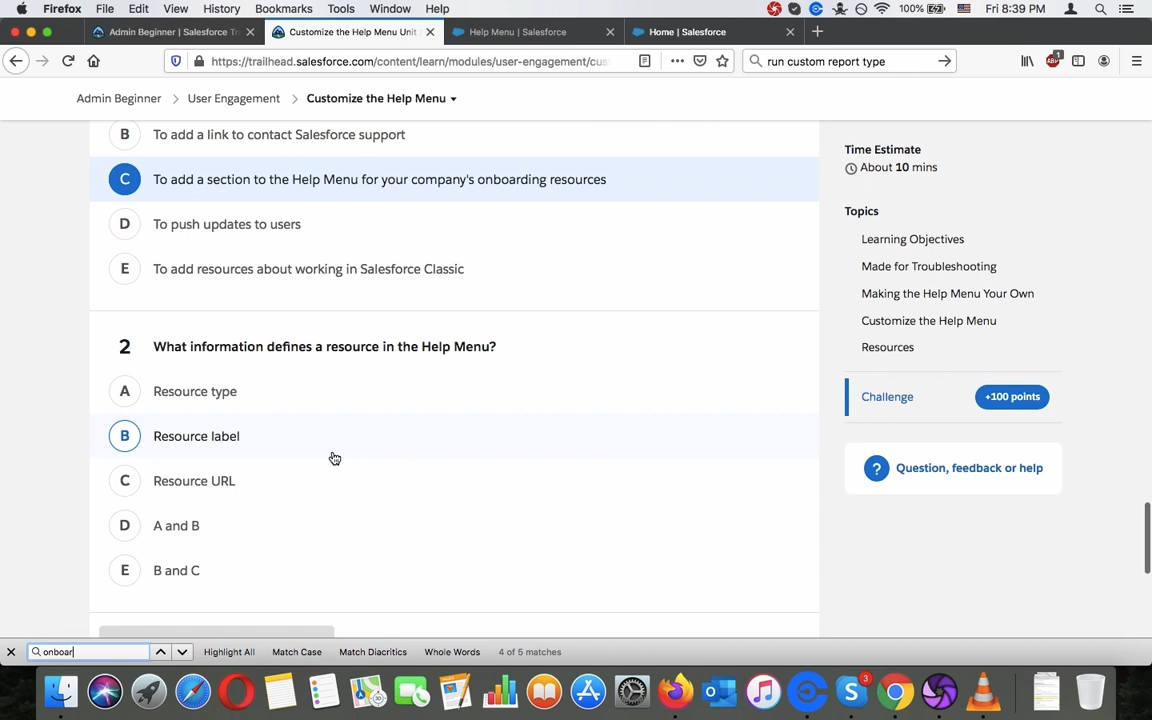 Firefox File Edit View History Bookmarks Tools Window Help 100% Fri 8:39 PM
Admin Beginner | Salesforce Tr
Customize the Help Menu Unit
Help Menu | Salesforce
Home | Salesforce
https://trailhead.salesforce.com/content/learn/modules/user-engagement/cus
run custom report type
Admin Beginner > User Engagement > Customize the Help Menu
B To add a link to contact Salesforce support
C To add a section to the Help Menu for your company's onboarding resources
D To push updates to users
E To add resources about working in Salesforce Classic
2 What information defines a resource in the Help Menu?
A Resource type
B Resource label
C Resource URL
D A and B
E B and C
Time Estimate
About 10 mins
Topics
Learning Objectives
Made for Troubleshooting
Making the Help Menu Your Own
Customize the Help Menu
Resources
Challenge +100 points
? Question, feedback or help
onboar Highlight All Match Case Match Diacritics Whole Words 4 of 5 matches
3